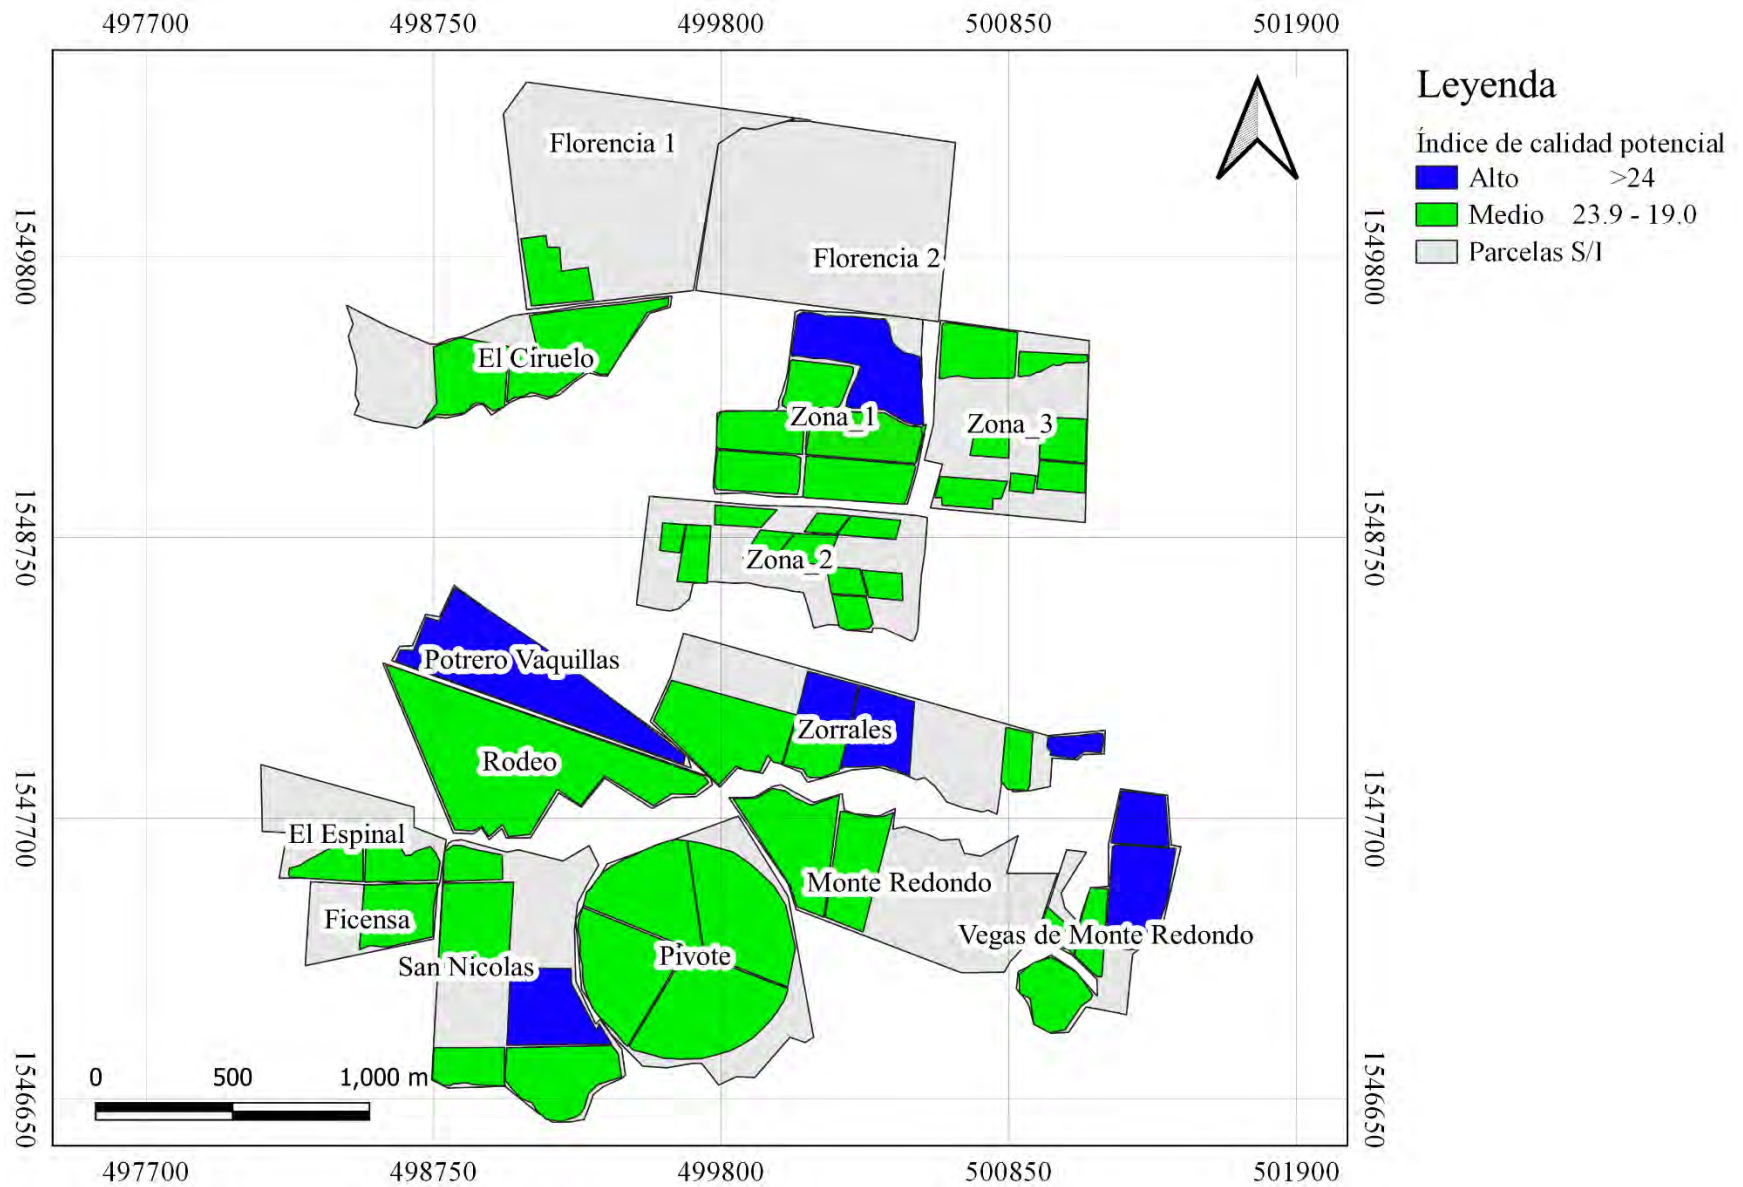 497700 498750 499800 500850 501900
Leyenda
Índice de calidad potencial
Alto >24
Medio 23.9 - 19.0
Parcelas S/I
Florencia 1
Florencia 2
1549800 1549800
El Ciruelo
Zona_1
Zona_3
1548750 1548750
Zona_2
Potrero Vaquillas
Zorrales
Rodeo
1547700 1547700
El Espinal
Monte Redondo
Ficensa
Vegas de Monte Redondo
Pivote
San Nicolas
1546650 1546650
0 500 1,000 m
497700 498750 499800 500850 501900